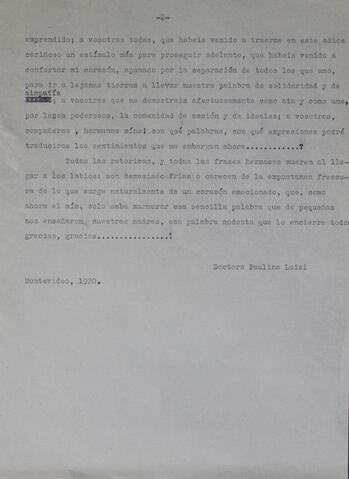 -2-
emprendido; a vosotras todas, que habeis venido a traerme en este adios
cariñoso un estímulo más para proseguir adelante, que habeis venido a
confortar mi corazón, apenado por la separación de todos los que amo,
para ir a lejanas tierras a llevar nuestra palabra de solidaridad y de
simpatía
; a vosotras que me demostrais afectuosamente como ata y como une,
por lazos poderosos, la comunidad de acción y de ideales; a vosotras,
compañeras y hermanas mías: con qué palabras, con qué expresiones podré
traduciros los sentimientos que me embargan ahora............?
Todas las retoricas, y todas las frases hermosas mueren al lle-
gar a los labios: son demasiado frias o carecen de la expontanea frescu-
ra de lo que surge naturalmente de un corazón emocionado, que, como
ahora el mío, solo sabe murmurar esa sencilla palabra que de pequeñas
nos enseñaron nuestras madres, esa palabra modesta que lo encierra todo:
gracias, gracias................!
Doctora Paulina Luisi
Montevideo, 1920.